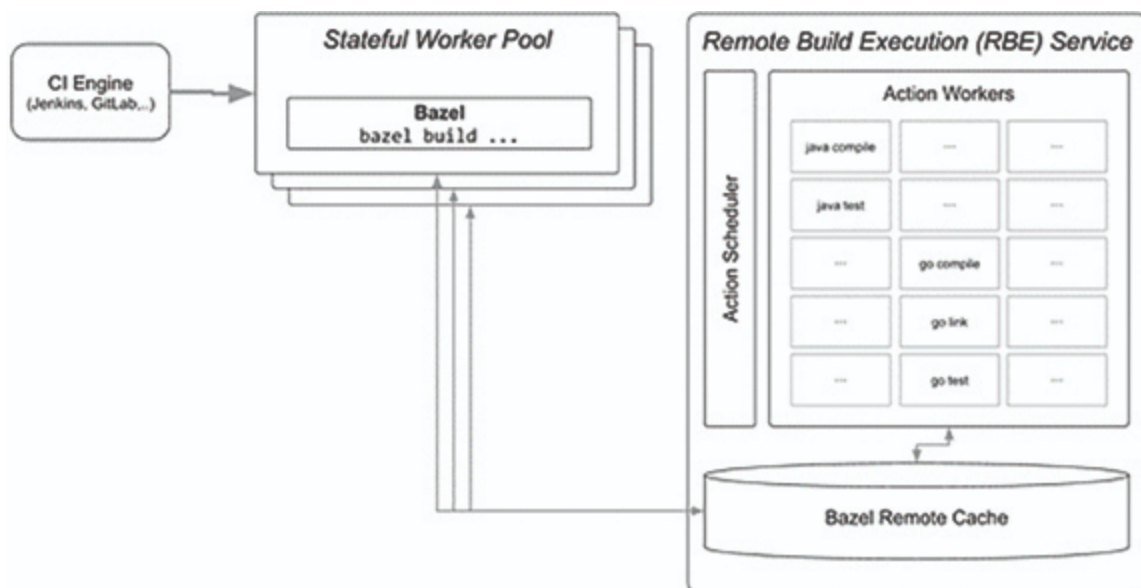 CI Engine
(Jenkins, GitLab,..)
Stateful Worker Pool
Bazel
bazel build ...
Remote Build Execution (RBE) Service
Action Scheduler
Action Workers
java compile
---
---
java test
---
---
---
go compile
---
---
go link
---
---
go test
---
Bazel Remote Cache